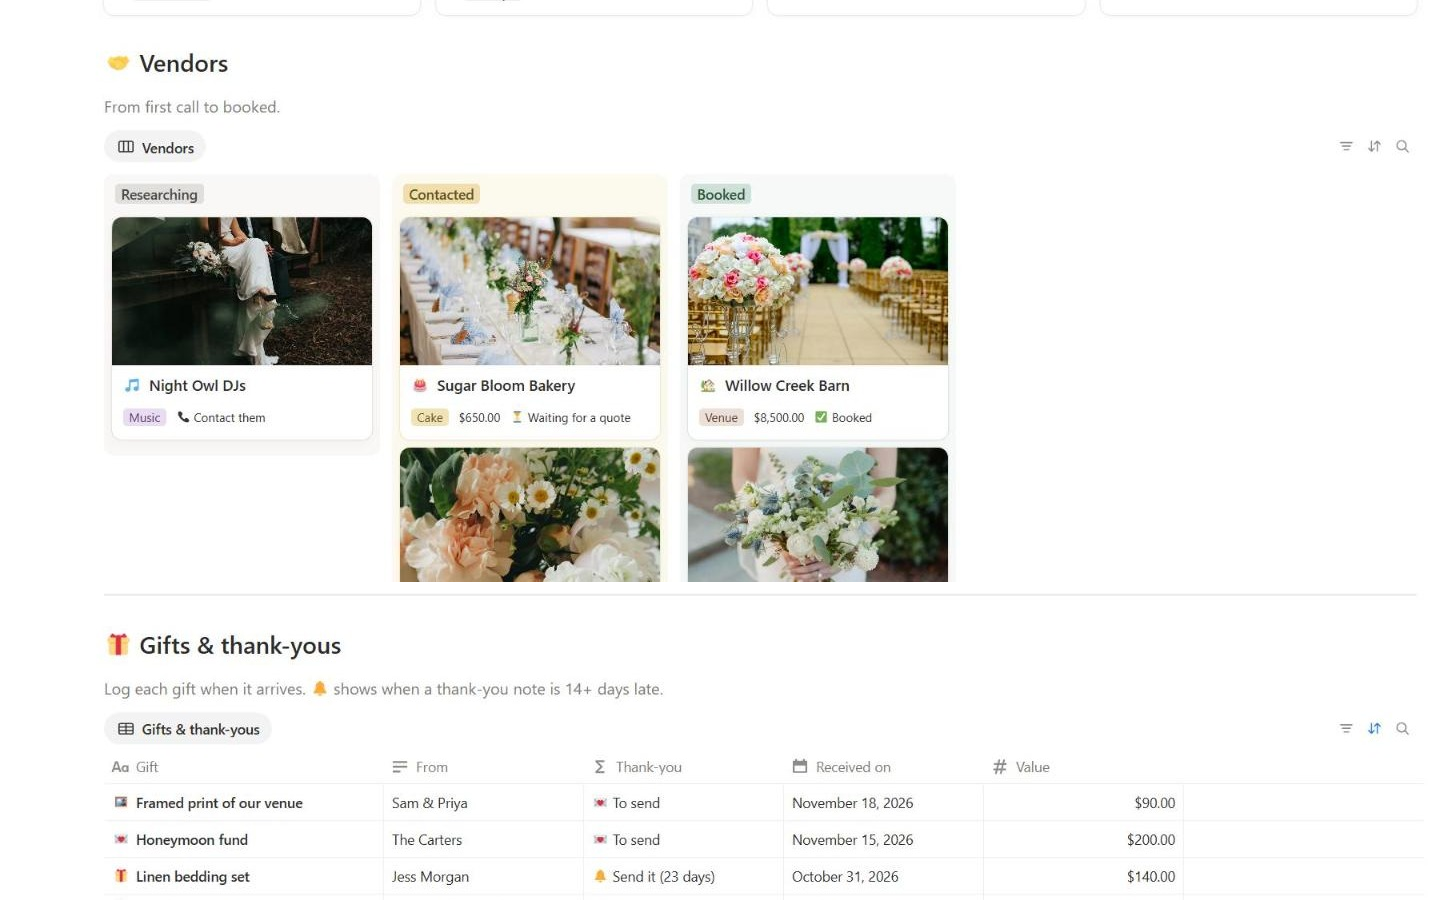 Vendors
From first call to booked.
Vendors
Researching
Night Owl DJs
Music Contact them
Contacted
Sugar Bloom Bakery
Cake $650.00 Waiting for a quote
Booked
Willow Creek Barn
Venue $8,500.00 Booked
Gifts & thank-yous
Log each gift when it arrives. 🔔 shows when a thank-you note is 14+ days late.
Gifts & thank-yous
Aa Gift From Σ Thank-you Received on # Value
Framed print of our venue Sam & Priya To send November 18, 2026 $90.00
Honeymoon fund The Carters To send November 15, 2026 $200.00
Linen bedding set Jess Morgan Send it (23 days) October 31, 2026 $140.00